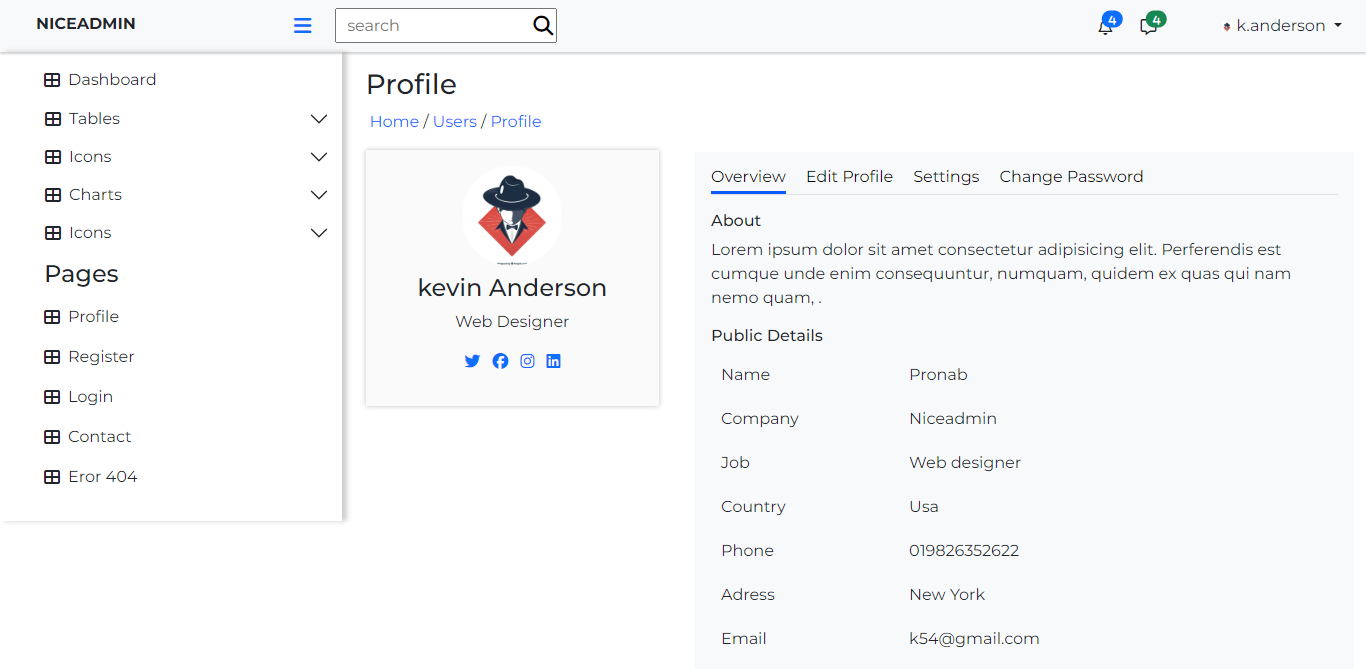 NICEADMIN
search
4
4
k.anderson
Dashboard
Tables
Icons
Charts
Icons
Pages
Profile
Register
Login
Contact
Eror 404
Profile
Home / Users / Profile
kevin Anderson
Web Designer
Overview Edit Profile Settings Change Password
About
Lorem ipsum dolor sit amet consectetur adipisicing elit. Perferendis est
cumque unde enim consequuntur, numquam, quidem ex quas qui nam
nemo quam, .
Public Details
Name Pronab
Company Niceadmin
Job Web designer
Country Usa
Phone 019826352622
Adress New York
Email k54@gmail.com